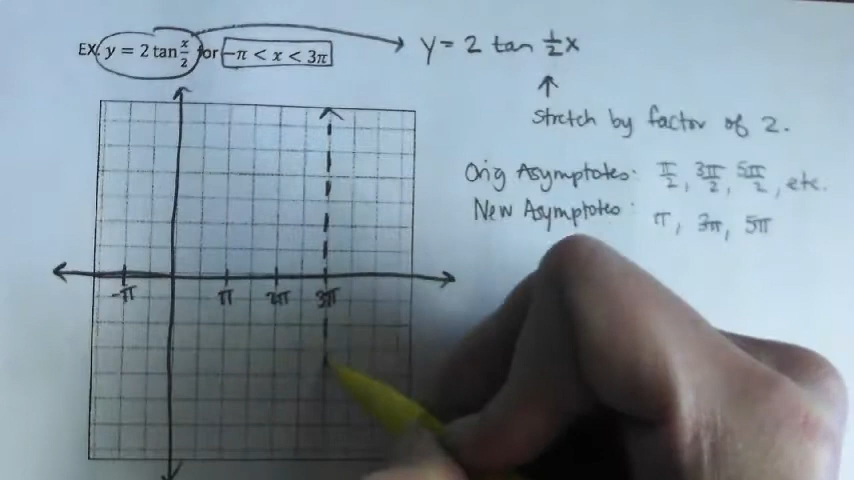 EX. y = 2 tan x/2 for -π < x < 3π
y = 2 tan 1/2 x
stretch by factor of 2.
Orig Asymptotes: π/2, 3π/2, 5π/2, etc.
New Asymptotes: π, 3π, 5π
-π π 2π 3π